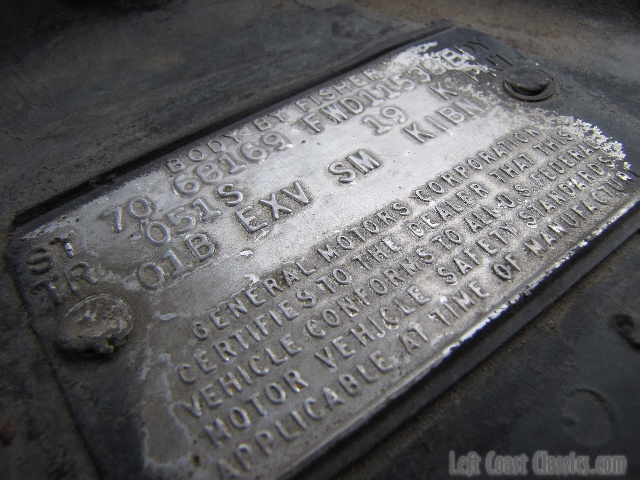 BODY BY FISHER
ST 70 68169 FWD
TR 051S 19 K
01B EXV SM
GENERAL MOTORS CORPORATION
CERTIFIES TO THE DEALER THAT THIS
VEHICLE CONFORMS TO ALL U.S. FEDERAL
MOTOR VEHICLE SAFETY STANDARDS
APPLICABLE AT TIME OF MANUFACTURE
Left Coast Classics.com